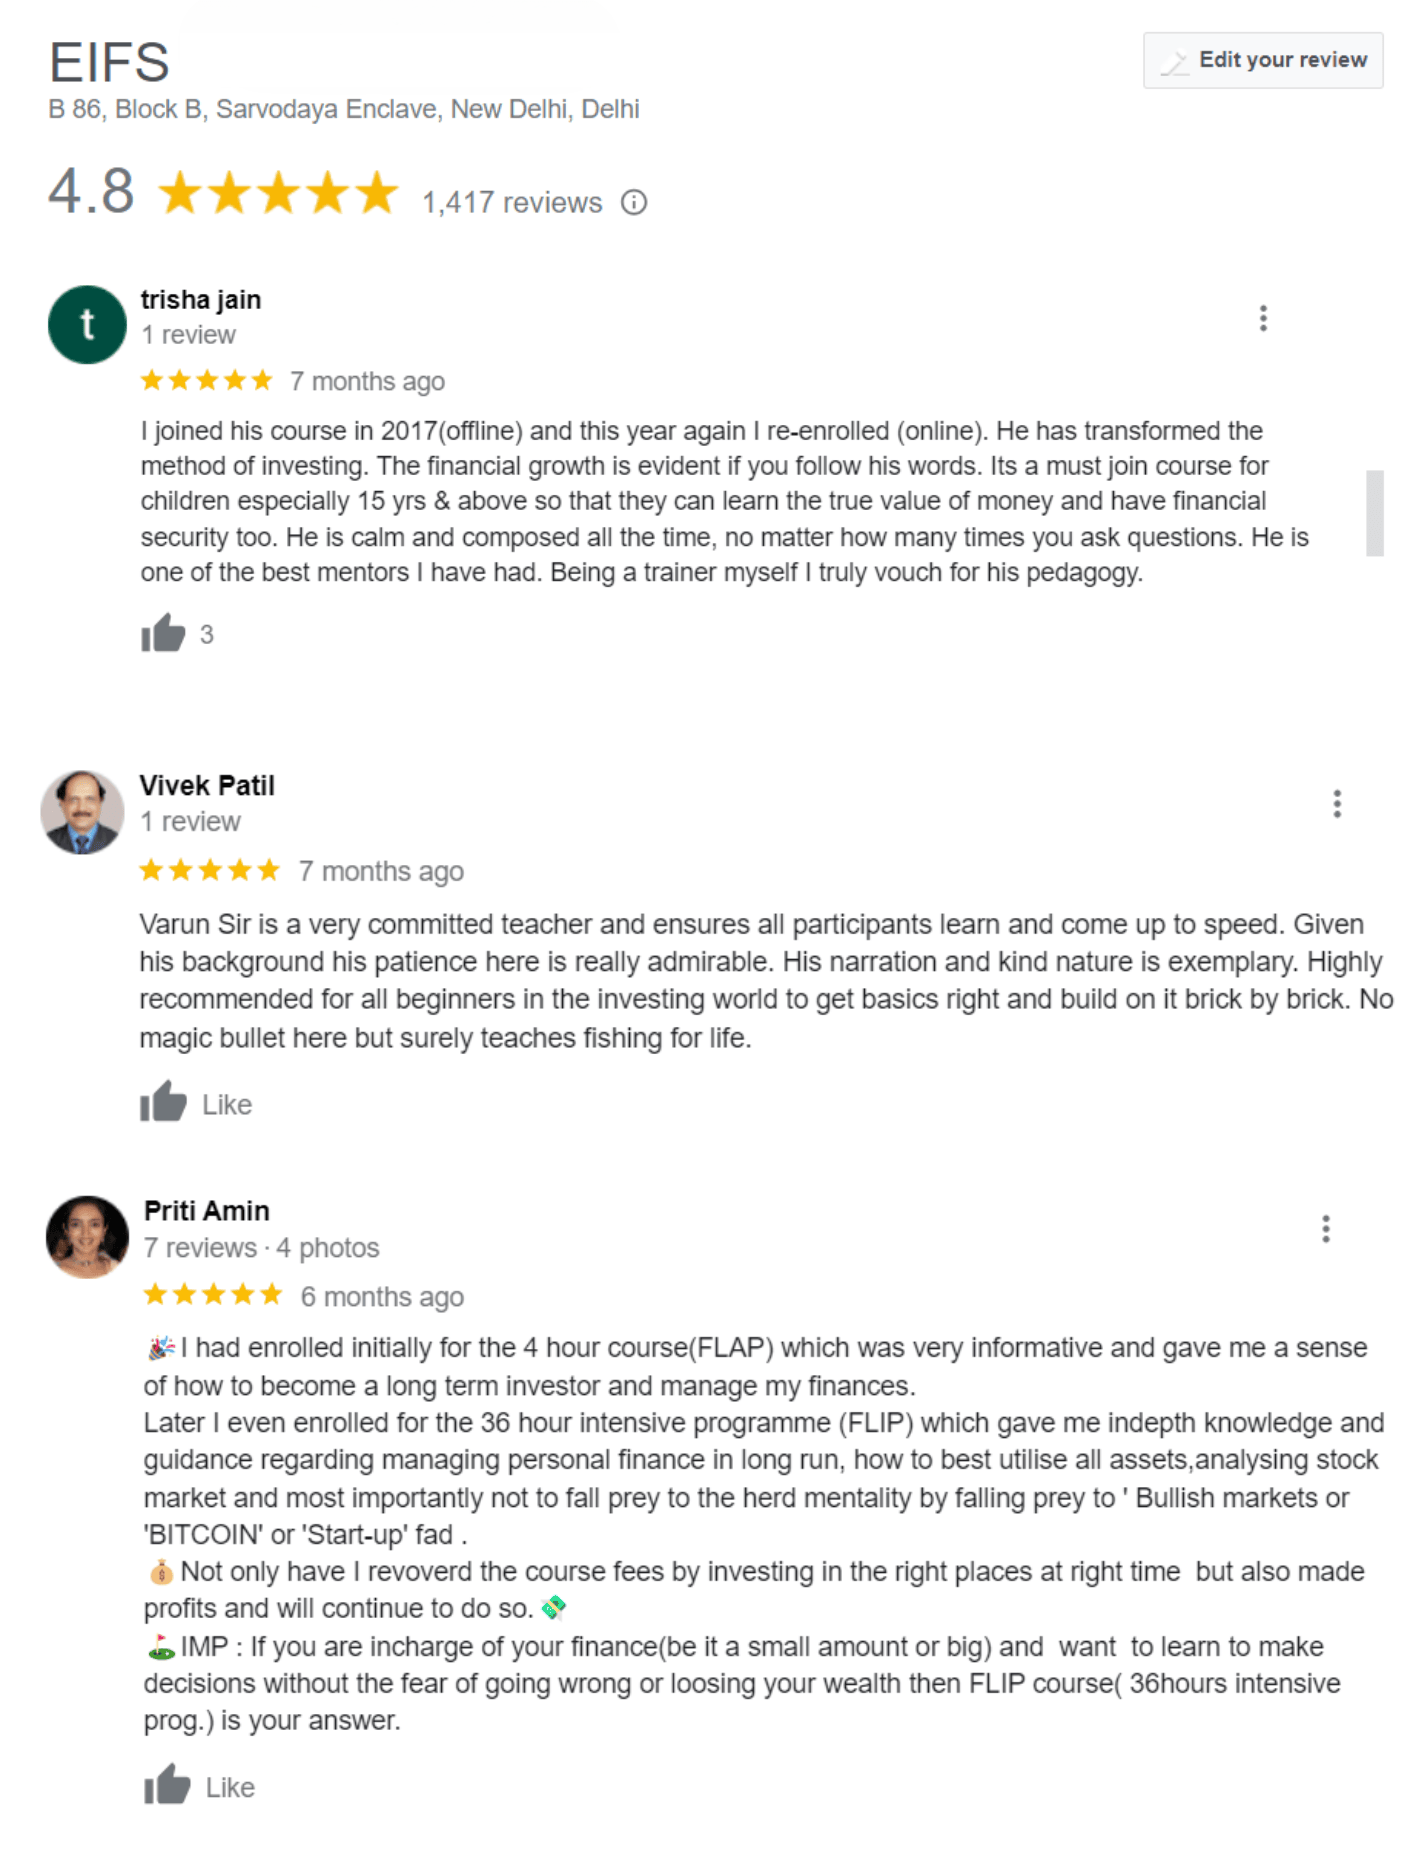 EIFS
Edit your review
B 86, Block B, Sarvodaya Enclave, New Delhi, Delhi
4.8 ★★★★★ 1,417 reviews
t
trisha jain
1 review
★★★★★ 7 months ago
I joined his course in 2017(offline) and this year again I re-enrolled (online). He has transformed the
method of investing. The financial growth is evident if you follow his words. Its a must join course for
children especially 15 yrs & above so that they can learn the true value of money and have financial
security too. He is calm and composed all the time, no matter how many times you ask questions. He is
one of the best mentors I have had. Being a trainer myself I truly vouch for his pedagogy.
3
Vivek Patil
1 review
★★★★★ 7 months ago
Varun Sir is a very committed teacher and ensures all participants learn and come up to speed. Given
his background his patience here is really admirable. His narration and kind nature is exemplary. Highly
recommended for all beginners in the investing world to get basics right and build on it brick by brick. No
magic bullet here but surely teaches fishing for life.
Like
Priti Amin
7 reviews · 4 photos
★★★★★ 6 months ago
🎉 I had enrolled initially for the 4 hour course(FLAP) which was very informative and gave me a sense
of how to become a long term investor and manage my finances.
Later I even enrolled for the 36 hour intensive programme (FLIP) which gave me indepth knowledge and
guidance regarding managing personal finance in long run, how to best utilise all assets,analysing stock
market and most importantly not to fall prey to the herd mentality by falling prey to ' Bullish markets or
'BITCOIN' or 'Start-up' fad .
💰 Not only have I revoverd the course fees by investing in the right places at right time  but also made
profits and will continue to do so. 💸
⛳ IMP : If you are incharge of your finance(be it a small amount or big) and  want  to learn to make
decisions without the fear of going wrong or loosing your wealth then FLIP course( 36hours intensive
prog.) is your answer.
Like